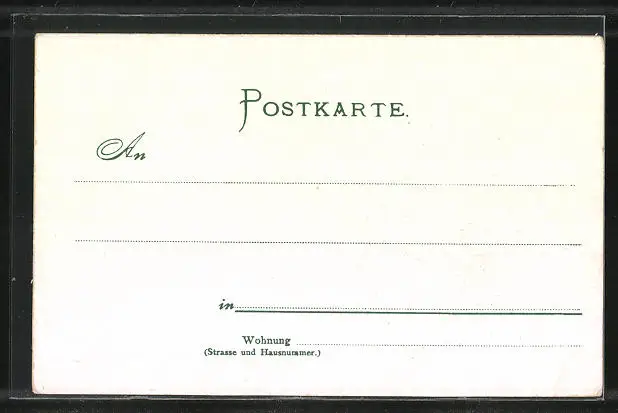 POSTKARTE.
An
in
Wohnung
(Strasse und Hausnummer.)